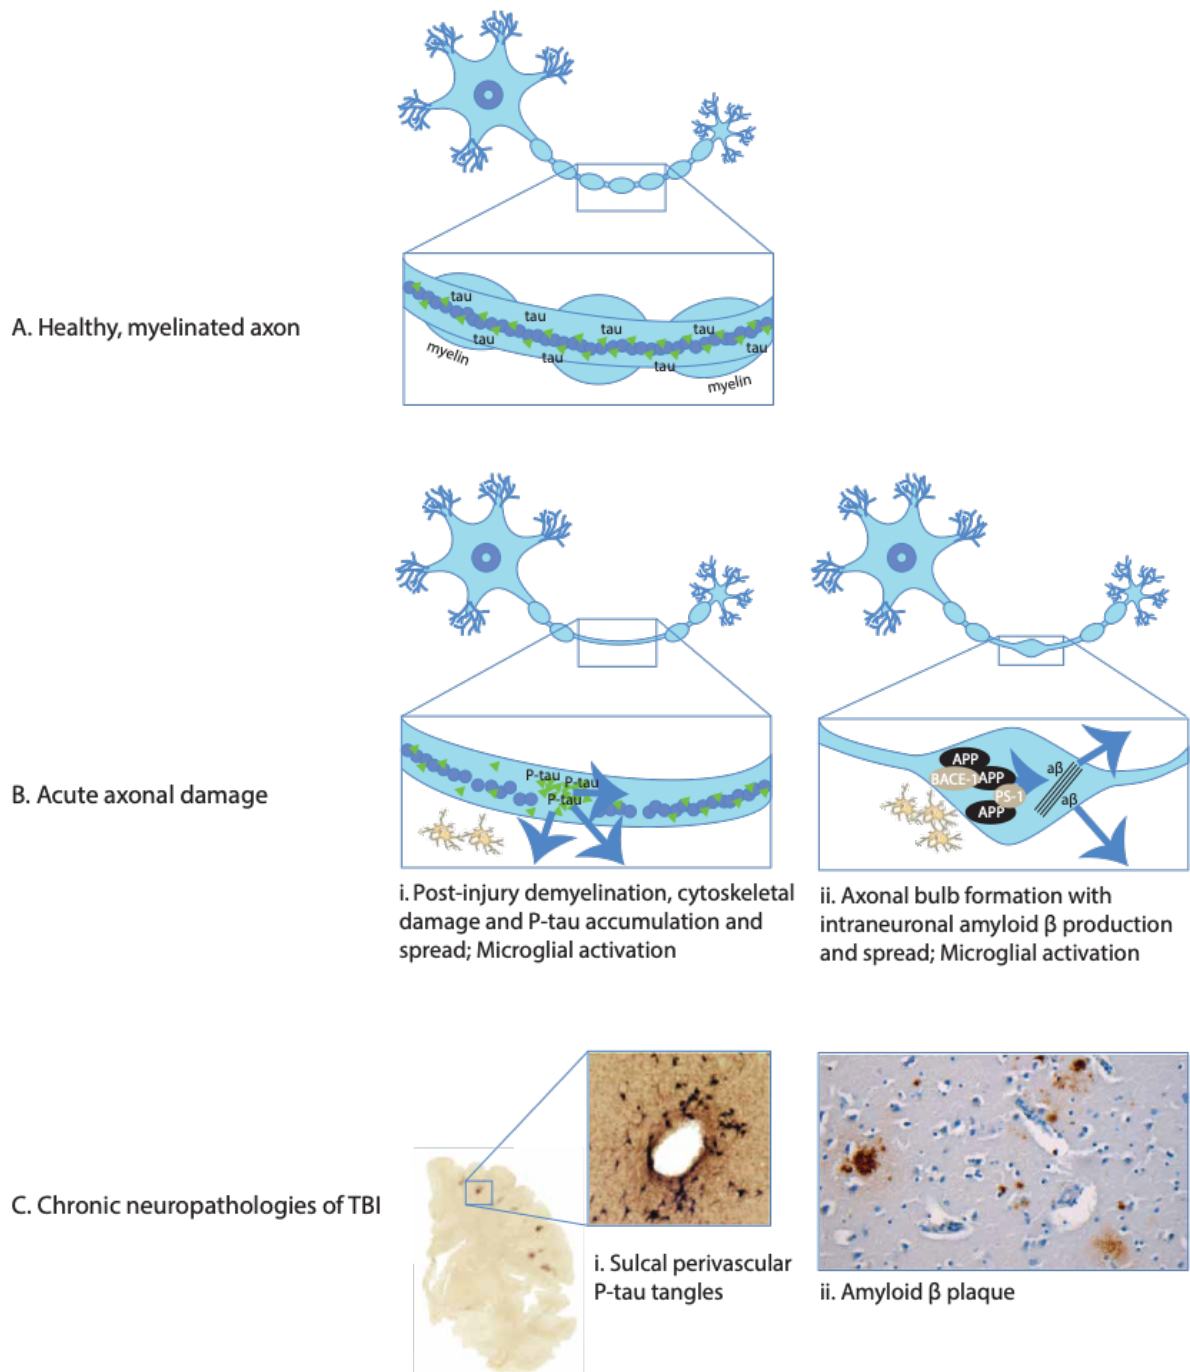 A. Healthy, myelinated axon
tau
tau
tau
tau
tau
tau
tau
tau
myelin
myelin
B. Acute axonal damage
P-tau
P-tau
P-tau
APP
BACE-1
APP
PS-1
APP
aβ
aβ
i. Post-injury demyelination, cytoskeletal
damage and P-tau accumulation and
spread; Microglial activation
ii. Axonal bulb formation with
intraneuronal amyloid β production
and spread; Microglial activation
C. Chronic neuropathologies of TBI
i. Sulcal perivascular
P-tau tangles
ii. Amyloid β plaque